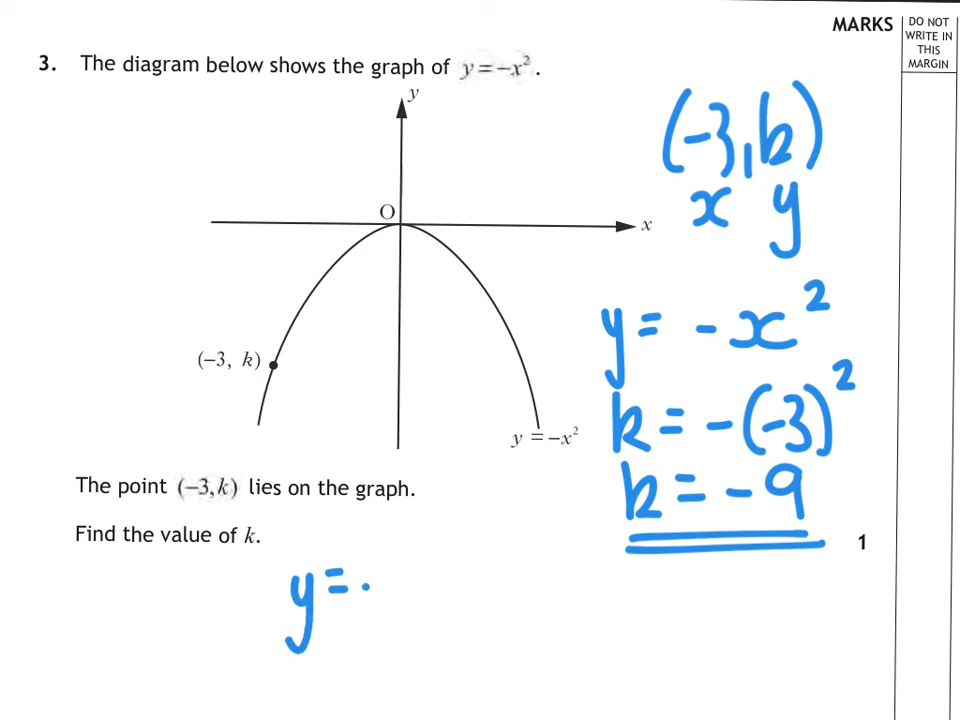 MARKS
DO NOT
WRITE IN
THIS
MARGIN
3. The diagram below shows the graph of y = −x².
y
O
x
(−3, k)
y = −x²
(-3, k)
x y
y = -x²
k = -(-3)²
k = -9
The point (−3, k) lies on the graph.
Find the value of k.
1
y = .